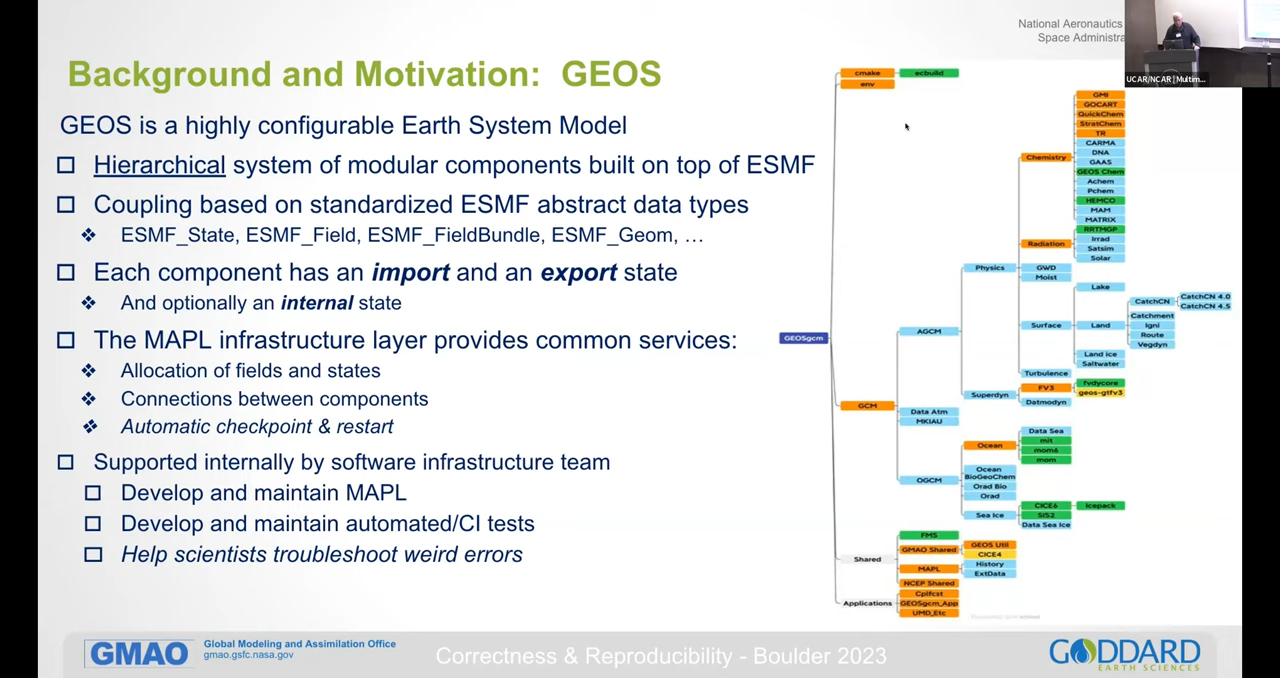 National Aeronautics
Space Administra
UCAR/NCAR | Multim...
Background and Motivation: GEOS
GEOS is a highly configurable Earth System Model
Hierarchical system of modular components built on top of ESMF
Coupling based on standardized ESMF abstract data types
ESMF_State, ESMF_Field, ESMF_FieldBundle, ESMF_Geom, …
Each component has an import and an export state
And optionally an internal state
The MAPL infrastructure layer provides common services:
Allocation of fields and states
Connections between components
Automatic checkpoint & restart
Supported internally by software infrastructure team
Develop and maintain MAPL
Develop and maintain automated/CI tests
Help scientists troubleshoot weird errors
GEOSgcm
cmake
ecbuild
env
GCM
AGCM
Physics
Chemistry
GMI
GOCART
QuickChem
StratChem
TR
CARMA
DNA
GAAS
GEOS Chem
Achem
Pchem
HEMCO
MAM
MATRIX
Radiation
RRTMGP
Irrad
Satsim
Solar
GWD
Moist
Surface
Lake
Land
CatchCN
CatchCN 4.0
CatchCN 4.5
Catchment
Igni
Route
Vegdyn
Land ice
Saltwater
Turbulence
Superdyn
FV3
fvdycore
geos-gtfv3
Datmodyn
Data Atm
MKIAU
OGCM
Ocean
Data Sea
mit
mom6
mom
Ocean
BioGeoChem
Orad Bio
Orad
Sea Ice
CICE6
Icepack
SIS2
Data Sea Ice
Shared
FMS
GMAO Shared
GEOS Util
CICE4
MAPL
History
ExtData
NCEP Shared
Applications
Cplfcst
GEOSgcm_App
UMD_Etc
GMAO
Global Modeling and Assimilation Office
gmao.gsfc.nasa.gov
Correctness & Reproducibility - Boulder 2023
GODDARD
EARTH SCIENCES